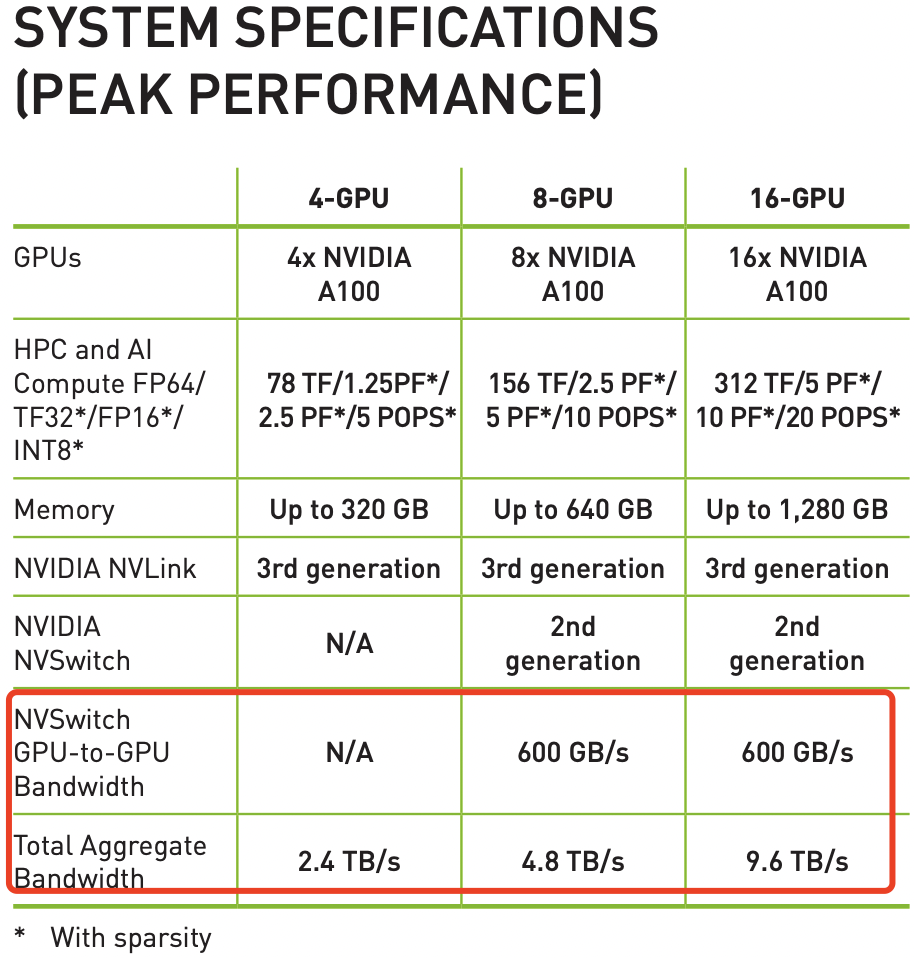 SYSTEM SPECIFICATIONS
(PEAK PERFORMANCE)
4-GPU 8-GPU 16-GPU
GPUs 4x NVIDIA A100 8x NVIDIA A100 16x NVIDIA A100
HPC and AI
Compute FP64/
TF32*/FP16*/
INT8*
78 TF/1.25PF*/
2.5 PF*/5 POPS*
156 TF/2.5 PF*/
5 PF*/10 POPS*
312 TF/5 PF*/
10 PF*/20 POPS*
Memory Up to 320 GB Up to 640 GB Up to 1,280 GB
NVIDIA NVLink 3rd generation 3rd generation 3rd generation
NVIDIA
NVSwitch
N/A
2nd
generation
2nd
generation
NVSwitch
GPU-to-GPU
Bandwidth
N/A 600 GB/s 600 GB/s
Total Aggregate
Bandwidth
2.4 TB/s 4.8 TB/s 9.6 TB/s
* With sparsity